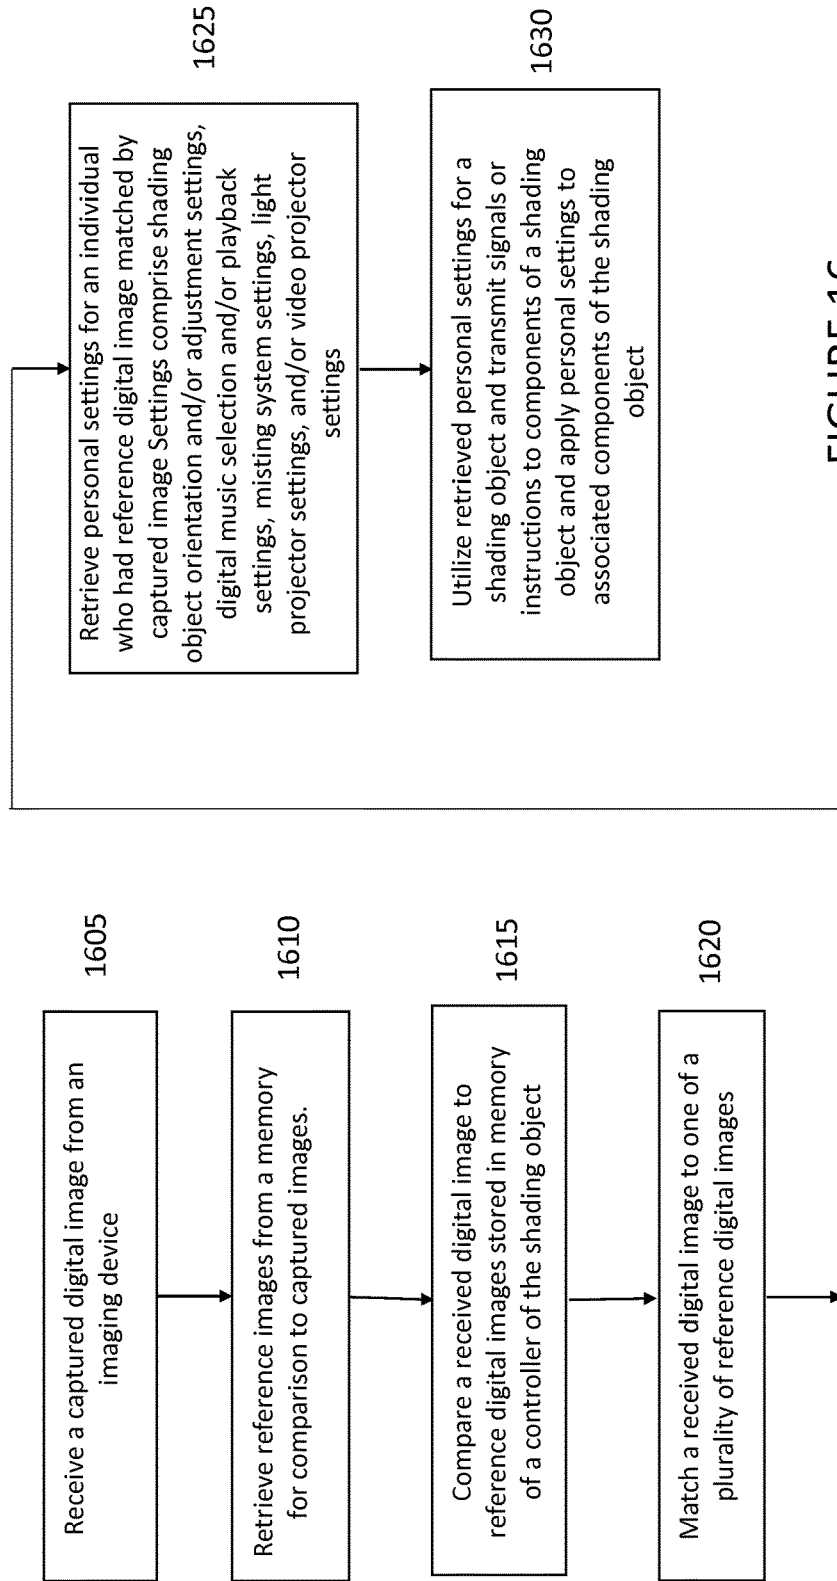 Receive a captured digital image from an
imaging device
1605
Retrieve reference images from a memory
for comparison to captured images.
1610
Compare a received digital image to
reference digital images stored in memory
of a controller of the shading object
1615
Match a received digital image to one of a
plurality of reference digital images
1620
Retrieve personal settings for an individual
who had reference digital image matched by
captured image Settings comprise shading
object orientation and/or adjustment settings,
digital music selection and/or playback
settings, misting system settings, light
projector settings, and/or video projector
settings
1625
Utilize retrieved personal settings for a
shading object and transmit signals or
instructions to components of a shading
object and apply personal settings to
associated components of the shading
object
1630
FIGURE 16